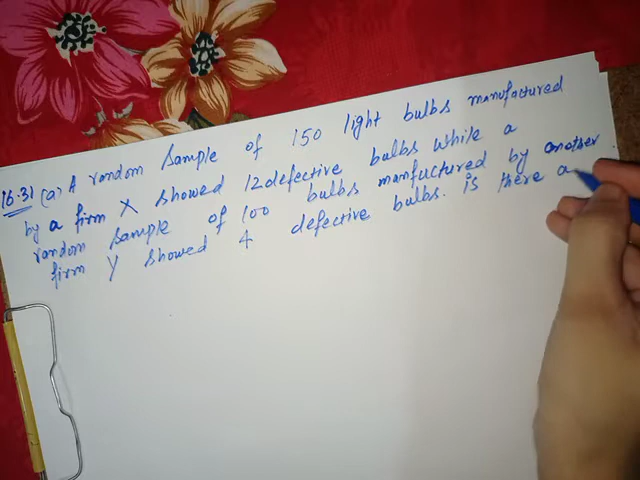 16.31 (a) A random sample of 150 light bulbs manufactured
by a firm X showed 12 defective bulbs while a
random sample of 100 bulbs manfuctured by another
firm Y showed 4 defective bulbs. is there a